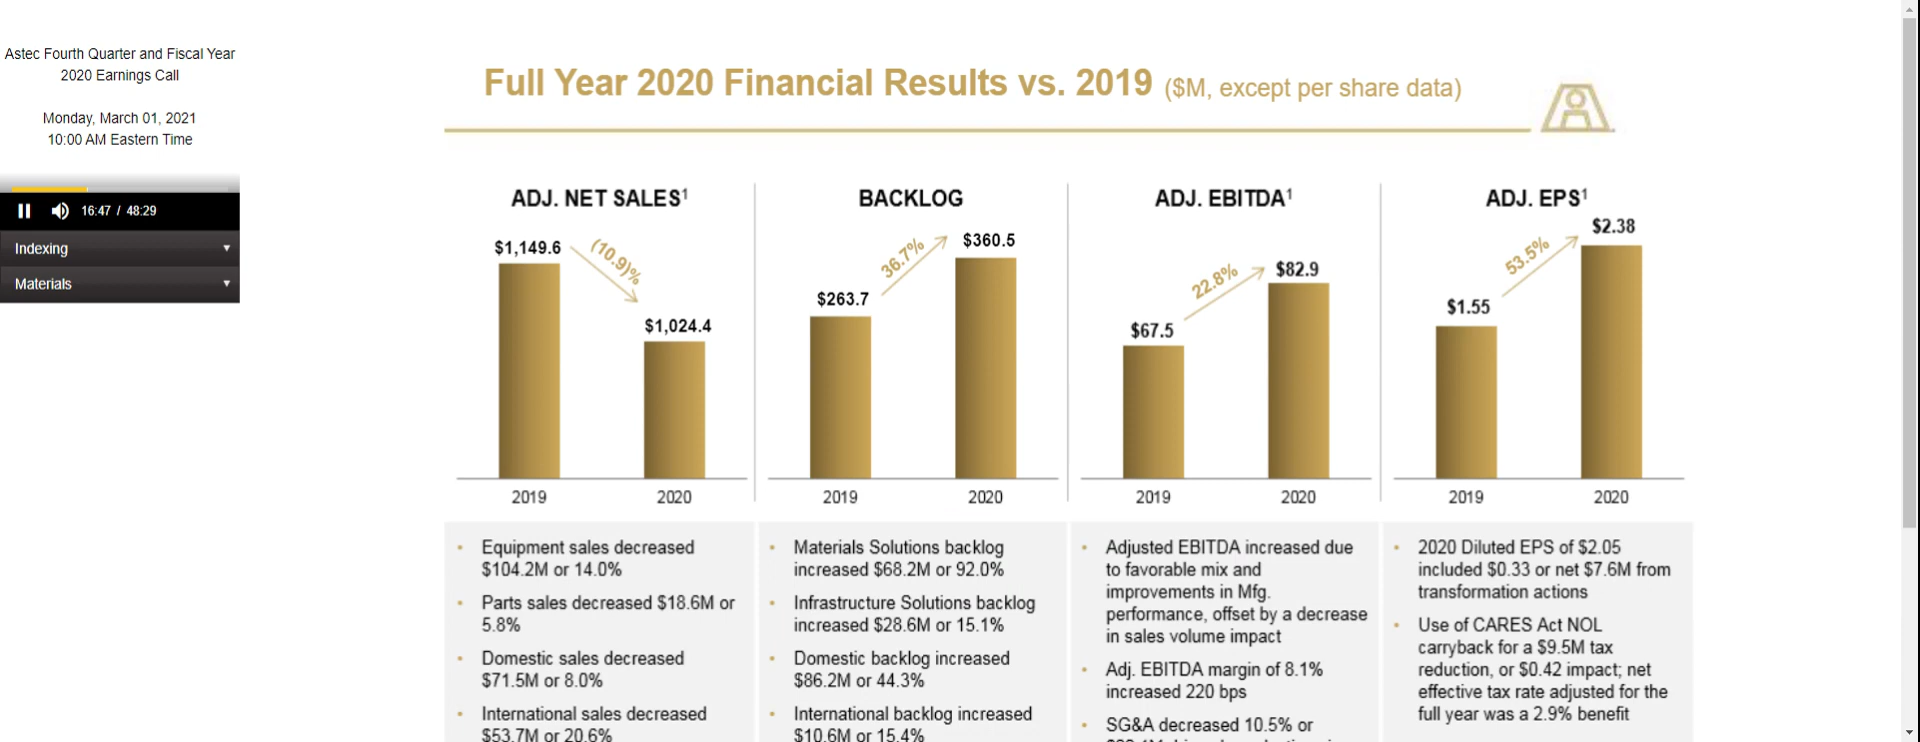 Astec Fourth Quarter and Fiscal Year
2020 Earnings Call
Monday, March 01, 2021
10:00 AM Eastern Time
16:47 / 48:29
Indexing
Materials
Full Year 2020 Financial Results vs. 2019 ($M, except per share data)
ADJ. NET SALES1
$1,149.6
(10.9)%
$1,024.4
2019 2020
BACKLOG
$263.7
36.7%
$360.5
2019 2020
ADJ. EBITDA1
$67.5
22.8%
$82.9
2019 2020
ADJ. EPS1
$1.55
53.5%
$2.38
2019 2020
• Equipment sales decreased
$104.2M or 14.0%
• Parts sales decreased $18.6M or
5.8%
• Domestic sales decreased
$71.5M or 8.0%
• International sales decreased
$53.7M or 20.6%
• Materials Solutions backlog
increased $68.2M or 92.0%
• Infrastructure Solutions backlog
increased $28.6M or 15.1%
• Domestic backlog increased
$86.2M or 44.3%
• International backlog increased
$10.6M or 15.4%
• Adjusted EBITDA increased due
to favorable mix and
improvements in Mfg.
performance, offset by a decrease
in sales volume impact
• Adj. EBITDA margin of 8.1%
increased 220 bps
• SG&A decreased 10.5% or
• 2020 Diluted EPS of $2.05
included $0.33 or net $7.6M from
transformation actions
• Use of CARES Act NOL
carryback for a $9.5M tax
reduction, or $0.42 impact; net
effective tax rate adjusted for the
full year was a 2.9% benefit